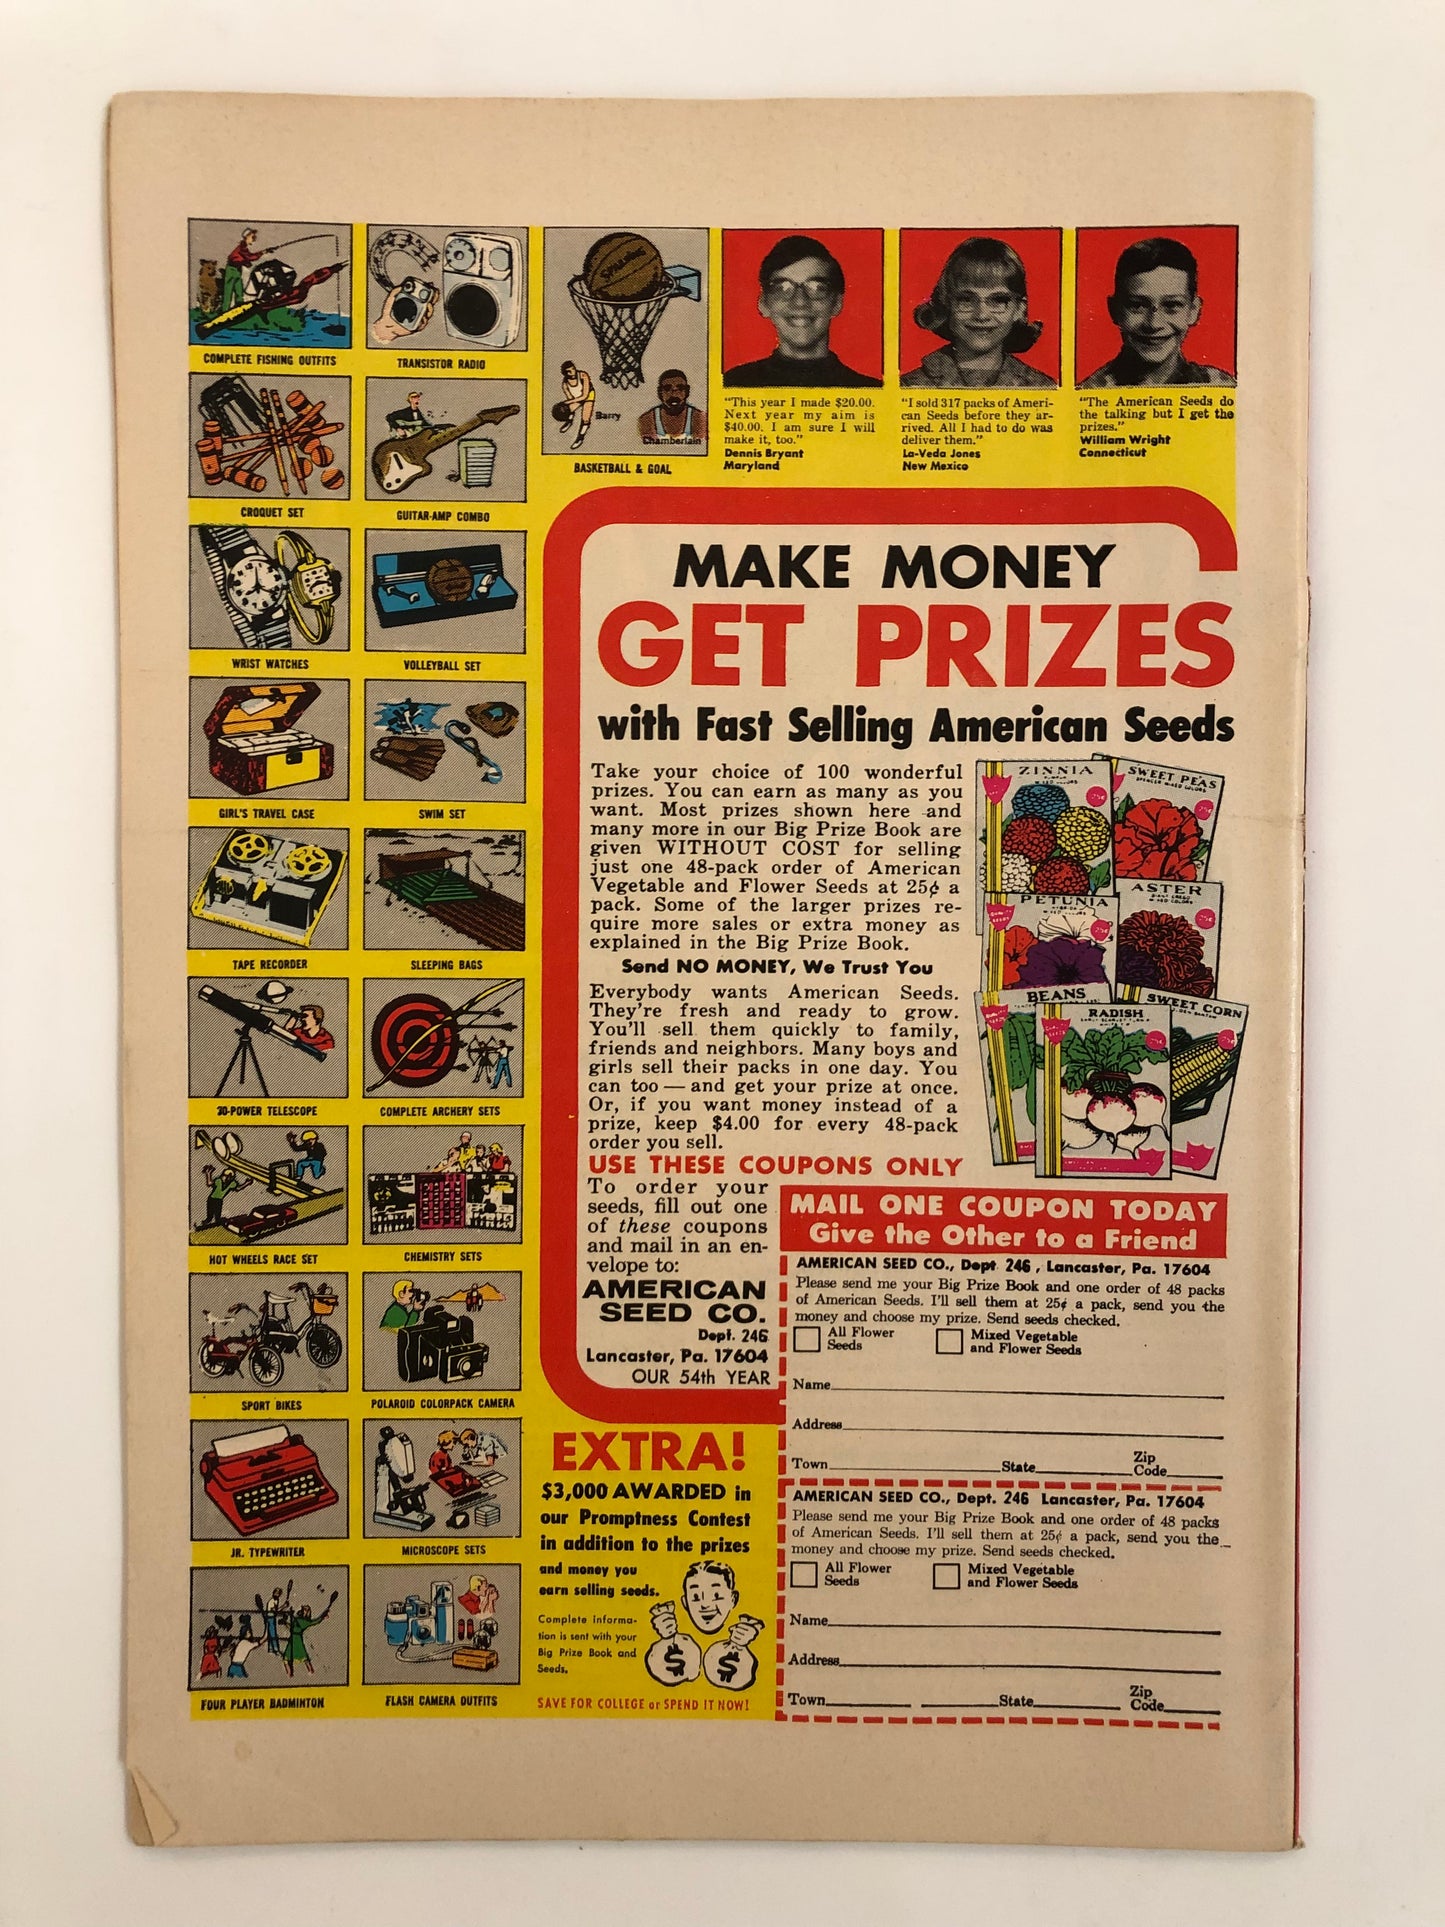 COMPLETE FISHING OUTFITS
TRANSISTOR RADIO
SPALDING
Barry
Chamberlain
BASKETBALL & GOAL
"This year I made $20.00.
Next year my aim is
$40.00. I am sure I will
make it, too."
Dennis Bryant
Maryland
"I sold 317 packs of Ameri-
can Seeds before they ar-
rived. All I had to do was
deliver them."
La-Veda Jones
New Mexico
"The American Seeds do
the talking but I get the
prizes."
William Wright
Connecticut
CROQUET SET
GUITAR-AMP COMBO
WRIST WATCHES
VOLLEYBALL SET
GIRL'S TRAVEL CASE
SWIM SET
TAPE RECORDER
SLEEPING BAGS
30-POWER TELESCOPE
COMPLETE ARCHERY SETS
HOT WHEELS RACE SET
CHEMISTRY SETS
SPORT BIKES
POLAROID COLORPACK CAMERA
JR. TYPEWRITER
MICROSCOPE SETS
FOUR PLAYER BADMINTON
FLASH CAMERA OUTFITS
MAKE MONEY
GET PRIZES
with Fast Selling American Seeds
Take your choice of 100 wonderful
prizes. You can earn as many as you
want. Most prizes shown here and
many more in our Big Prize Book are
given WITHOUT COST for selling
just one 48-pack order of American
Vegetable and Flower Seeds at 25¢ a
pack. Some of the larger prizes re-
quire more sales or extra money as
explained in the Big Prize Book.
Send NO MONEY, We Trust You
Everybody wants American Seeds.
They're fresh and ready to grow.
You'll sell them quickly to family,
friends and neighbors. Many boys and
girls sell their packs in one day. You
can too — and get your prize at once.
Or, if you want money instead of a
prize, keep $4.00 for every 48-pack
order you sell.
USE THESE COUPONS ONLY
To order your
seeds, fill out one
of these coupons
and mail in an en-
velope to:
AMERICAN
SEED CO.
Dept. 246
Lancaster, Pa. 17604
OUR 54th YEAR
ZINNIA
MIXED COLORS
25¢
SWEET PEAS
SPENCER MIXED COLORS
25¢
PETUNIA
MIXED COLORS
25¢
ASTER
MIXED COLORS
25¢
BEANS
RADISH
25¢
SWEET CORN
25¢
MAIL ONE COUPON TODAY
Give the Other to a Friend
AMERICAN SEED CO., Dept. 246, Lancaster, Pa. 17604
Please send me your Big Prize Book and one order of 48 packs
of American Seeds. I'll sell them at 25¢ a pack, send you the
money and choose my prize. Send seeds checked.
All Flower
Seeds
Mixed Vegetable
and Flower Seeds
Name
Address
Town State Zip
Code
AMERICAN SEED CO., Dept. 246 Lancaster, Pa. 17604
Please send me your Big Prize Book and one order of 48 packs
of American Seeds. I'll sell them at 25¢ a pack, send you the
money and choose my prize. Send seeds checked.
All Flower
Seeds
Mixed Vegetable
and Flower Seeds
Name
Address
Town State Zip
Code
EXTRA!
$3,000 AWARDED in
our Promptness Contest
in addition to the prizes
and money you
earn selling seeds.
Complete informa-
tion is sent with your
Big Prize Book and
Seeds.
$
$
SAVE FOR COLLEGE or SPEND IT NOW!